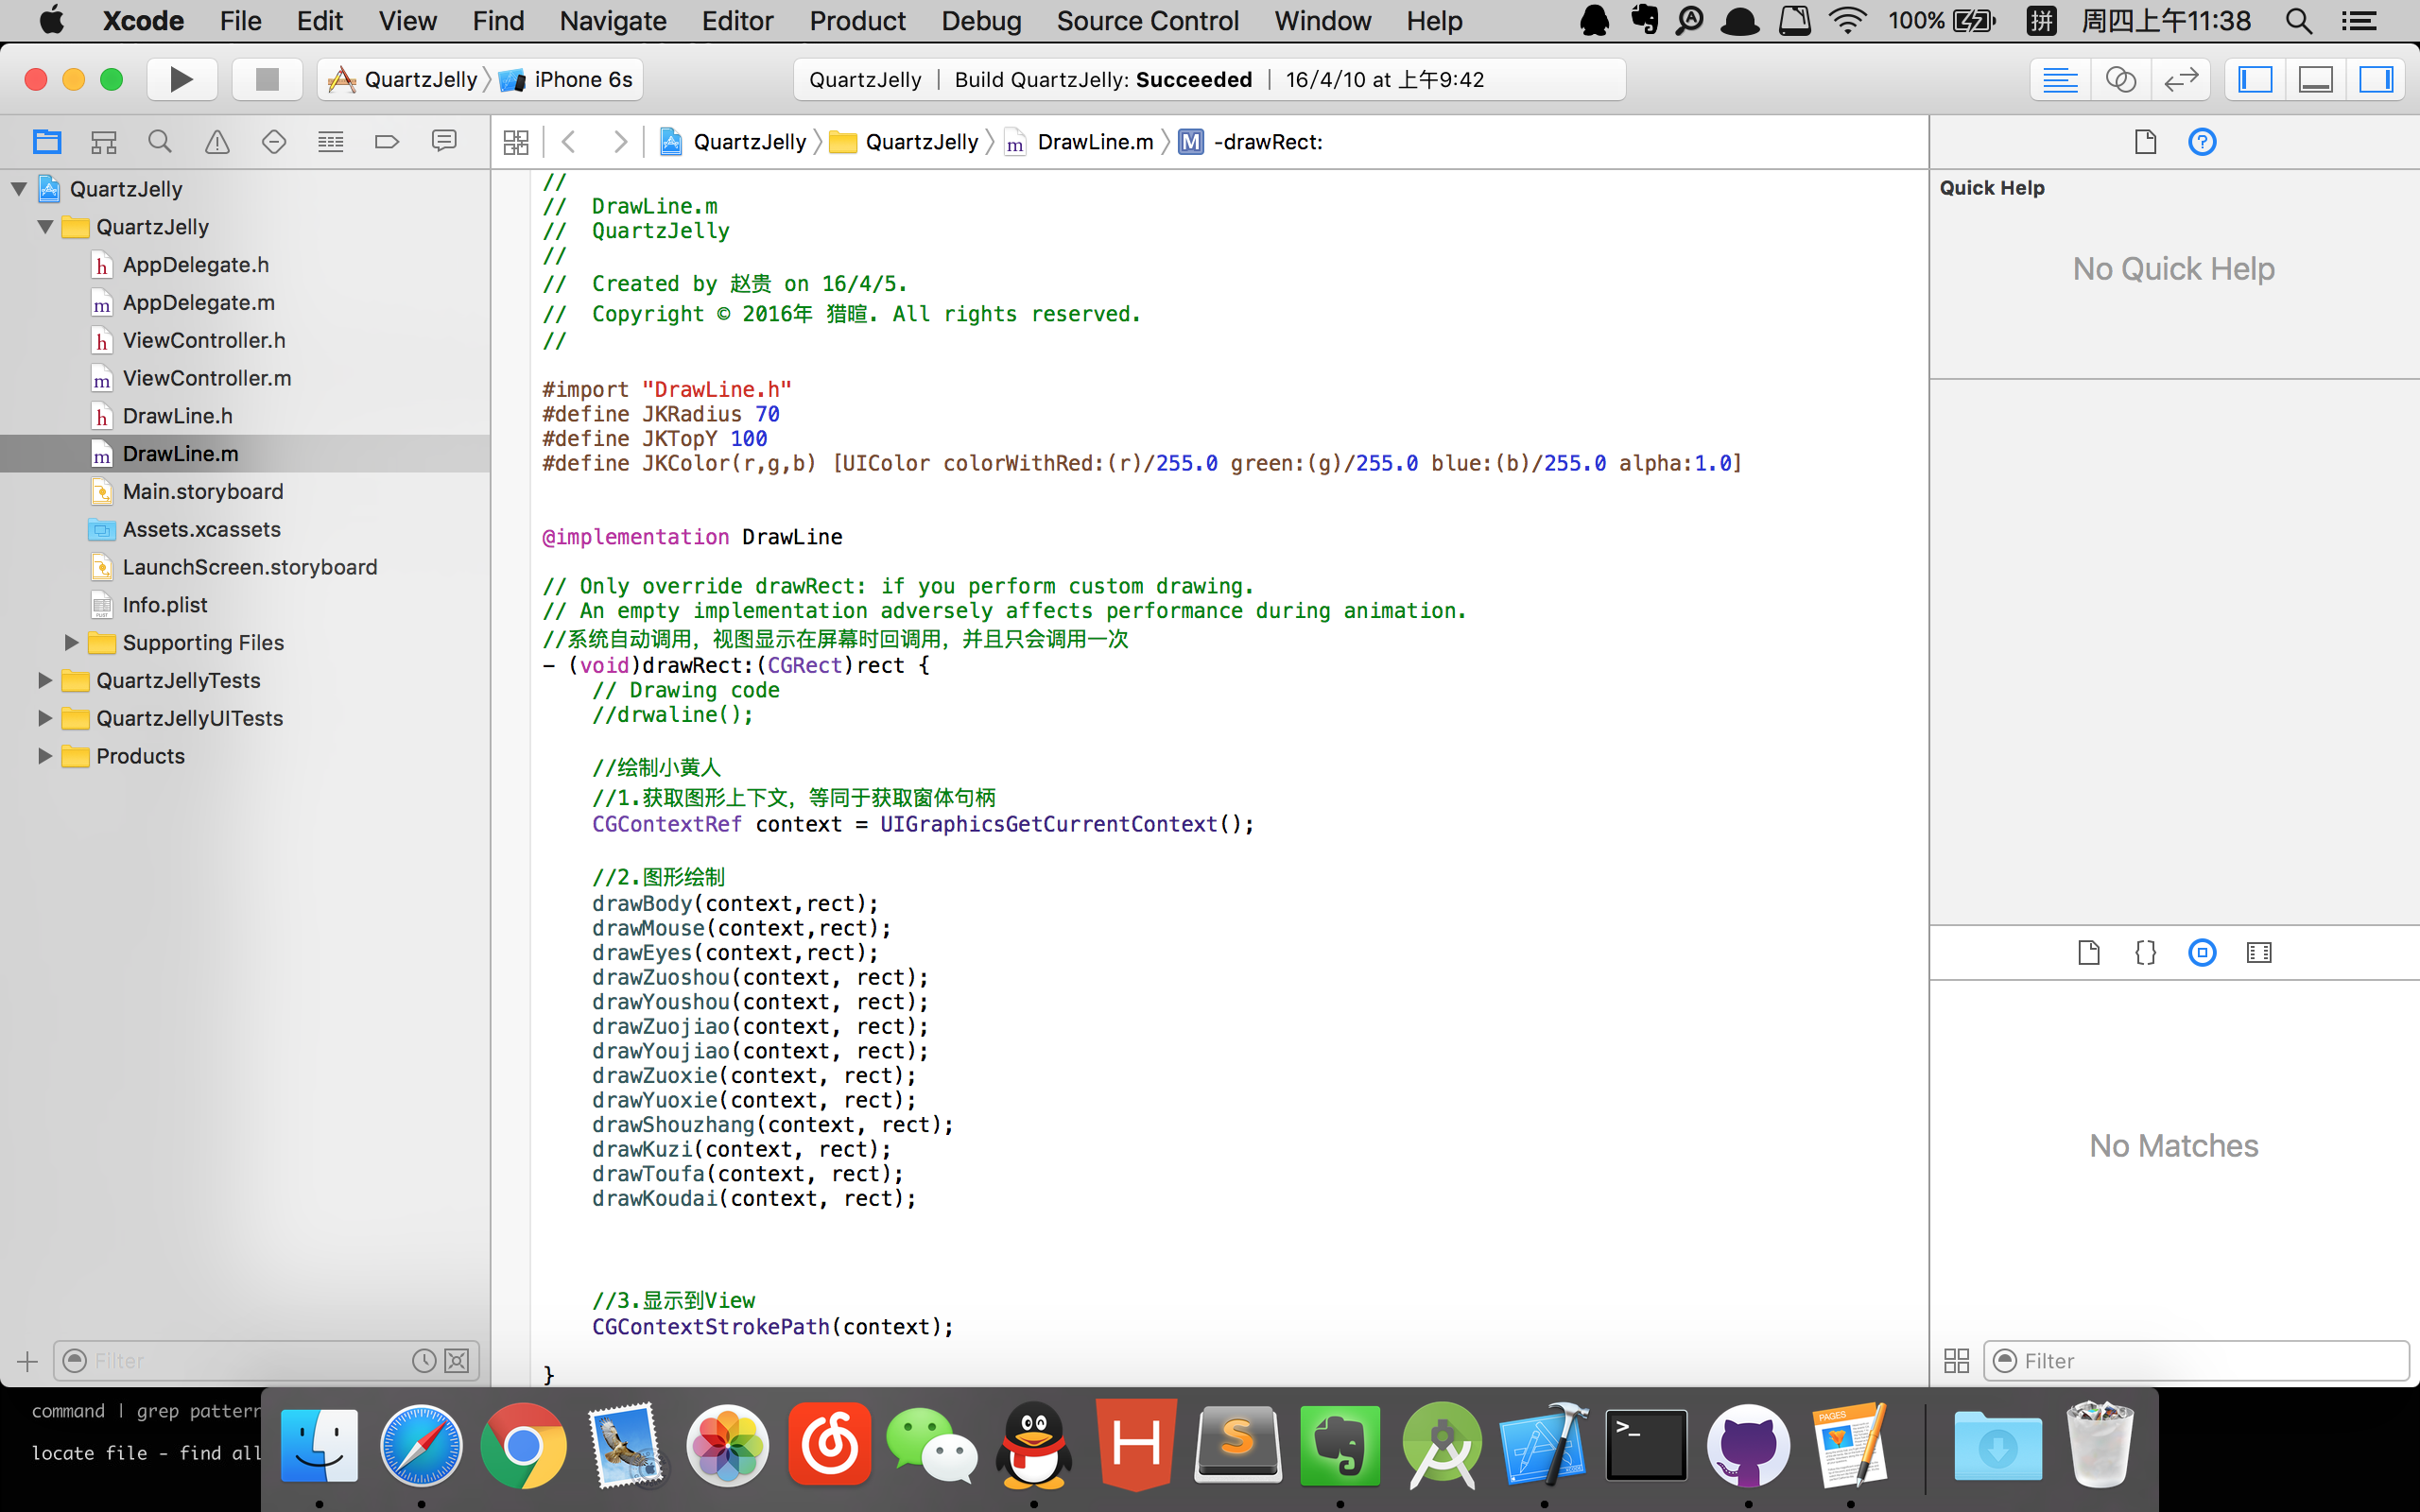 Xcode File Edit View Find Navigate Editor Product Debug Source Control Window Help 100% 拼 周四上午11:38
QuartzJelly iPhone 6s QuartzJelly | Build QuartzJelly: Succeeded | 16/4/10 at 上午9:42
QuartzJelly QuartzJelly m DrawLine.m M -drawRect:
QuartzJelly
QuartzJelly
h AppDelegate.h
m AppDelegate.m
h ViewController.h
m ViewController.m
h DrawLine.h
m DrawLine.m
Main.storyboard
Assets.xcassets
LaunchScreen.storyboard
Info.plist
Supporting Files
QuartzJellyTests
QuartzJellyUITests
Products
Filter
//
//  DrawLine.m
//  QuartzJelly
//
//  Created by 赵贵 on 16/4/5.
//  Copyright © 2016年 猎暄. All rights reserved.
//
#import "DrawLine.h"
#define JKRadius 70
#define JKTopY 100
#define JKColor(r,g,b) [UIColor colorWithRed:(r)/255.0 green:(g)/255.0 blue:(b)/255.0 alpha:1.0]
@implementation DrawLine
// Only override drawRect: if you perform custom drawing.
// An empty implementation adversely affects performance during animation.
//系统自动调用，视图显示在屏幕时回调用，并且只会调用一次
- (void)drawRect:(CGRect)rect {
// Drawing code
//drwaline();
//绘制小黄人
//1.获取图形上下文，等同于获取窗体句柄
CGContextRef context = UIGraphicsGetCurrentContext();
//2.图形绘制
drawBody(context,rect);
drawMouse(context,rect);
drawEyes(context,rect);
drawZuoshou(context, rect);
drawYoushou(context, rect);
drawZuojiao(context, rect);
drawYoujiao(context, rect);
drawZuoxie(context, rect);
drawYuoxie(context, rect);
drawShouzhang(context, rect);
drawKuzi(context, rect);
drawToufa(context, rect);
drawKoudai(context, rect);
//3.显示到View
CGContextStrokePath(context);
}
Quick Help
No Quick Help
No Matches
Filter
command | grep pattern
locate file - find all
H S >_ PAGES